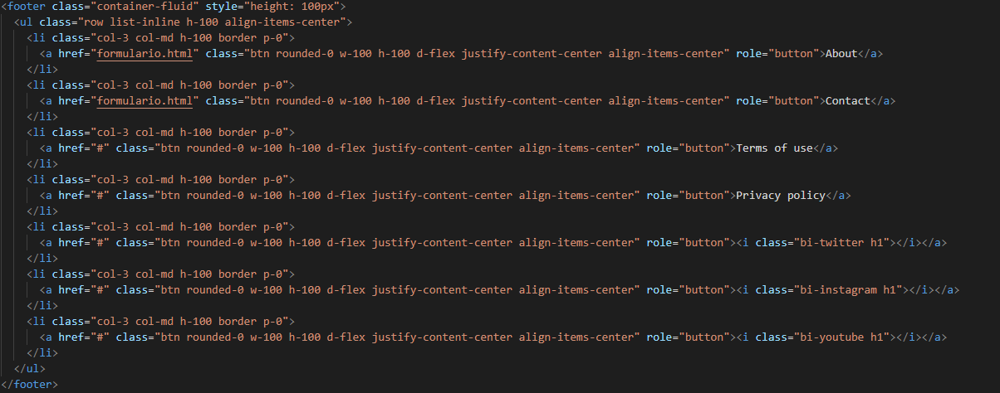 <footer class="container-fluid" style="height: 100px">
<ul class="row list-inline h-100 align-items-center">
<li class="col-3 col-md h-100 border p-0">
<a href="formulario.html" class="btn rounded-0 w-100 h-100 d-flex justify-content-center align-items-center" role="button">About</a>
</li>
<li class="col-3 col-md h-100 border p-0">
<a href="formulario.html" class="btn rounded-0 w-100 h-100 d-flex justify-content-center align-items-center" role="button">Contact</a>
</li>
<li class="col-3 col-md h-100 border p-0">
<a href="#" class="btn rounded-0 w-100 h-100 d-flex justify-content-center align-items-center" role="button">Terms of use</a>
</li>
<li class="col-3 col-md h-100 border p-0">
<a href="#" class="btn rounded-0 w-100 h-100 d-flex justify-content-center align-items-center" role="button">Privacy policy</a>
</li>
<li class="col-3 col-md h-100 border p-0">
<a href="#" class="btn rounded-0 w-100 h-100 d-flex justify-content-center align-items-center" role="button"><i class="bi-twitter h1"></i></a>
</li>
<li class="col-3 col-md h-100 border p-0">
<a href="#" class="btn rounded-0 w-100 h-100 d-flex justify-content-center align-items-center" role="button"><i class="bi-instagram h1"></i></a>
</li>
<li class="col-3 col-md h-100 border p-0">
<a href="#" class="btn rounded-0 w-100 h-100 d-flex justify-content-center align-items-center" role="button"><i class="bi-youtube h1"></i></a>
</li>
</ul>
</footer>